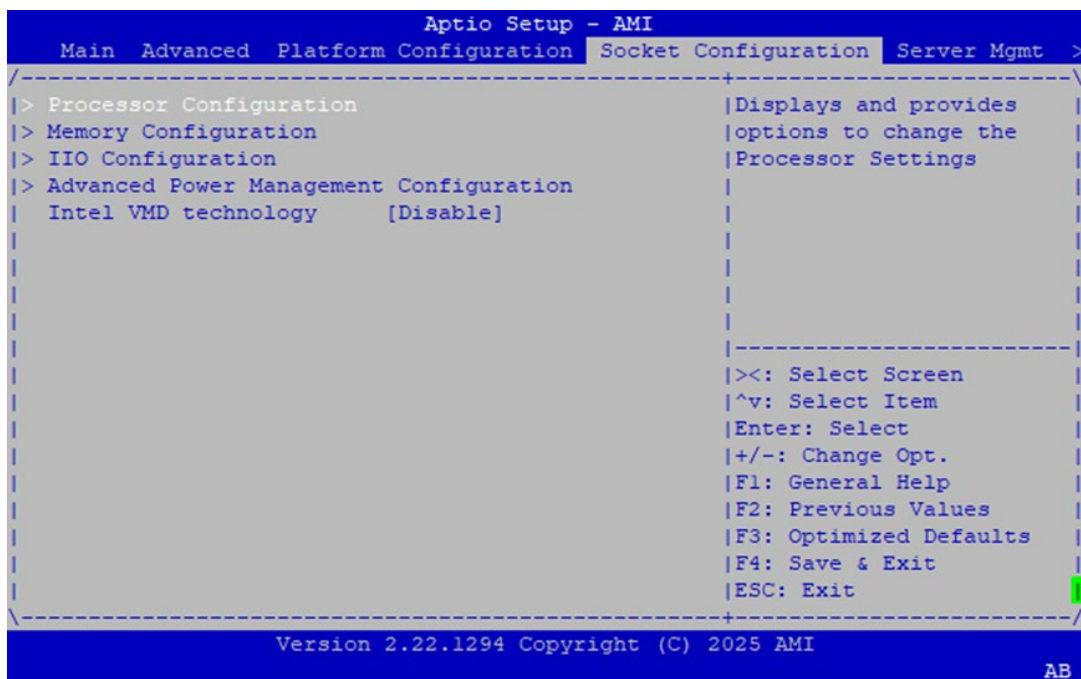 Aptio Setup - AMI
Main Advanced Platform Configuration Socket Configuration Server Mgmt >
/----------------------------------------------------+-------------------------\
|> Processor Configuration |Displays and provides |
|> Memory Configuration |options to change the |
|> IIO Configuration |Processor Settings |
|> Advanced Power Management Configuration | |
| Intel VMD technology [Disable] | |
| | |
| | |
| | |
| | |
| |-------------------------|
| |><: Select Screen |
| |^v: Select Item |
| |Enter: Select |
| |+/-: Change Opt. |
| |F1: General Help |
| |F2: Previous Values |
| |F3: Optimized Defaults |
| |F4: Save & Exit |
| |ESC: Exit |
\----------------------------------------------------+-------------------------/
Version 2.22.1294 Copyright (C) 2025 AMI
AB